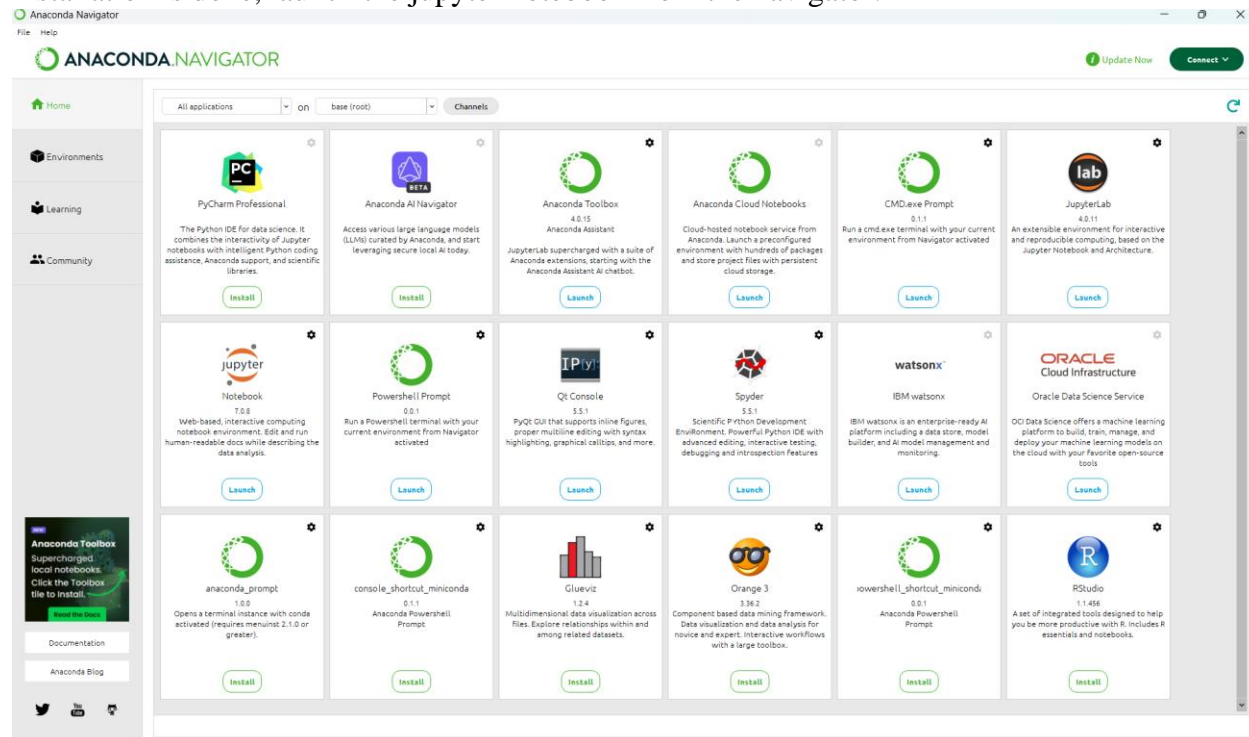 installation is done, launch the jupyter notebook from the navigator.
Anaconda Navigator
File Help
ANACONDA.NAVIGATOR
Update Now
Connect
Home
Environments
Learning
Community
All applications
on
base (root)
Channels
PC
PyCharm Professional
The Python IDE for data science. It
combines the interactivity of Jupyter
notebooks with intelligent Python coding
assistance, Anaconda support, and scientific
libraries.
Install
BETA
Anaconda AI Navigator
Access various large language models
(LLMs) curated by Anaconda, and start
leveraging secure local AI today.
Install
Anaconda Toolbox
4.0.15
Anaconda Assistant
JupyterLab supercharged with a suite of
Anaconda extensions, starting with the
Anaconda Assistant AI chatbot.
Launch
Anaconda Cloud Notebooks
Cloud-hosted notebook service from
Anaconda. Launch a preconfigured
environment with hundreds of packages
and store project files with persistent
cloud storage.
Launch
CMD.exe Prompt
0.1.1
Run a cmd.exe terminal with your current
environment from Navigator activated
Launch
lab
JupyterLab
4.0.11
An extensible environment for interactive
and reproducible computing, based on the
Jupyter Notebook and Architecture.
Launch
jupyter
Notebook
7.0.8
Web-based, interactive computing
notebook environment. Edit and run
human-readable docs while describing the
data analysis.
Launch
Powershell Prompt
0.0.1
Run a Powershell terminal with your
current environment from Navigator
activated
Launch
IP[y]:
Qt Console
5.5.1
PyQt GUI that supports inline figures,
proper multiline editing with syntax
highlighting, graphical calltips, and more.
Launch
Spyder
5.5.1
Scientific PYthon Development
EnviRonment. Powerful Python IDE with
advanced editing, interactive testing,
debugging and introspection features
Launch
watsonx
IBM watsonx
IBM watsonx is an enterprise-ready AI
platform including a data store, model
builder, and AI model management and
monitoring.
Launch
ORACLE
Cloud Infrastructure
Oracle Data Science Service
OCI Data Science offers a machine learning
platform to build, train, manage, and
deploy your machine learning models on
the cloud with your favorite open-source
tools
Launch
anaconda_prompt
1.0.0
Opens a terminal instance with conda
activated (requires menuinst 2.1.0 or
greater).
Install
console_shortcut_miniconda
0.1.1
Anaconda Powershell
Prompt
Install
Glueviz
1.2.4
Multidimensional data visualization across
files. Explore relationships within and
among related datasets.
Install
Orange 3
3.36.2
Component based data mining framework.
Data visualization and data analysis for
novice and expert. Interactive workflows
with a large toolbox.
Install
powershell_shortcut_miniconda
0.0.1
Anaconda Powershell
Prompt
Install
R
RStudio
1.1.456
A set of integrated tools designed to help
you be more productive with R. Includes R
essentials and notebooks.
Install
NEW
Anaconda Toolbox
Supercharged
local notebooks.
Click the Toolbox
tile to install.
Read the Docs
Documentation
Anaconda Blog
You
Tube